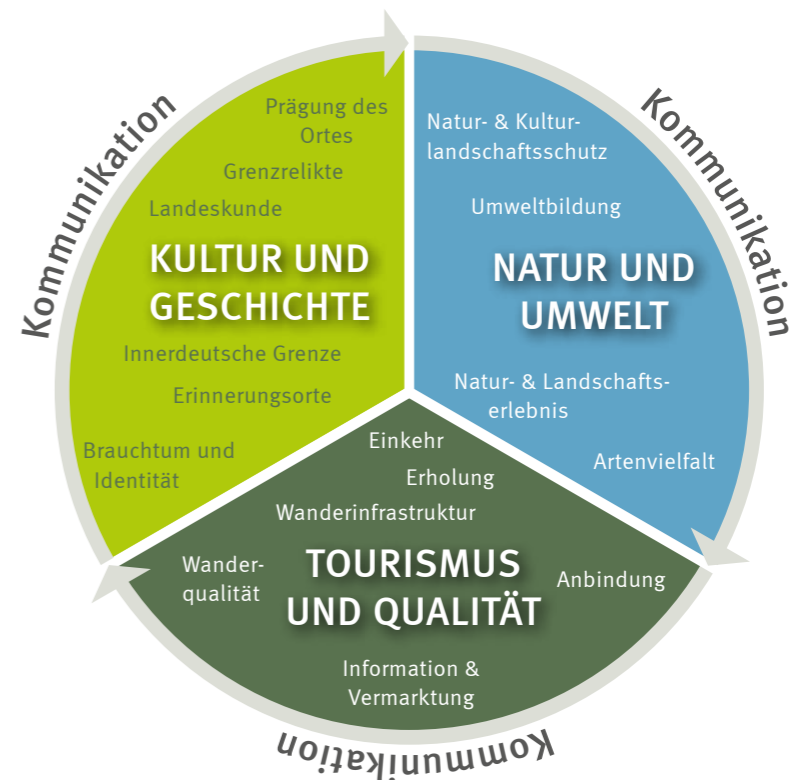 Kommunikation
Prägung des
Ortes
Grenzrelikte
Landeskunde
KULTUR UND
GESCHICHTE
Innerdeutsche Grenze
Erinnerungsorte
Brauchtum und
Identität
Kommunikation
Natur- & Kultur-
landschaftsschutz
Umweltbildung
NATUR UND
UMWELT
Natur- & Landschafts-
erlebnis
Artenvielfalt
Einkehr
Erholung
Wanderinfrastruktur
Wander-
qualität
TOURISMUS
UND QUALITÄT
Anbindung
Information &
Vermarktung
Kommunikation